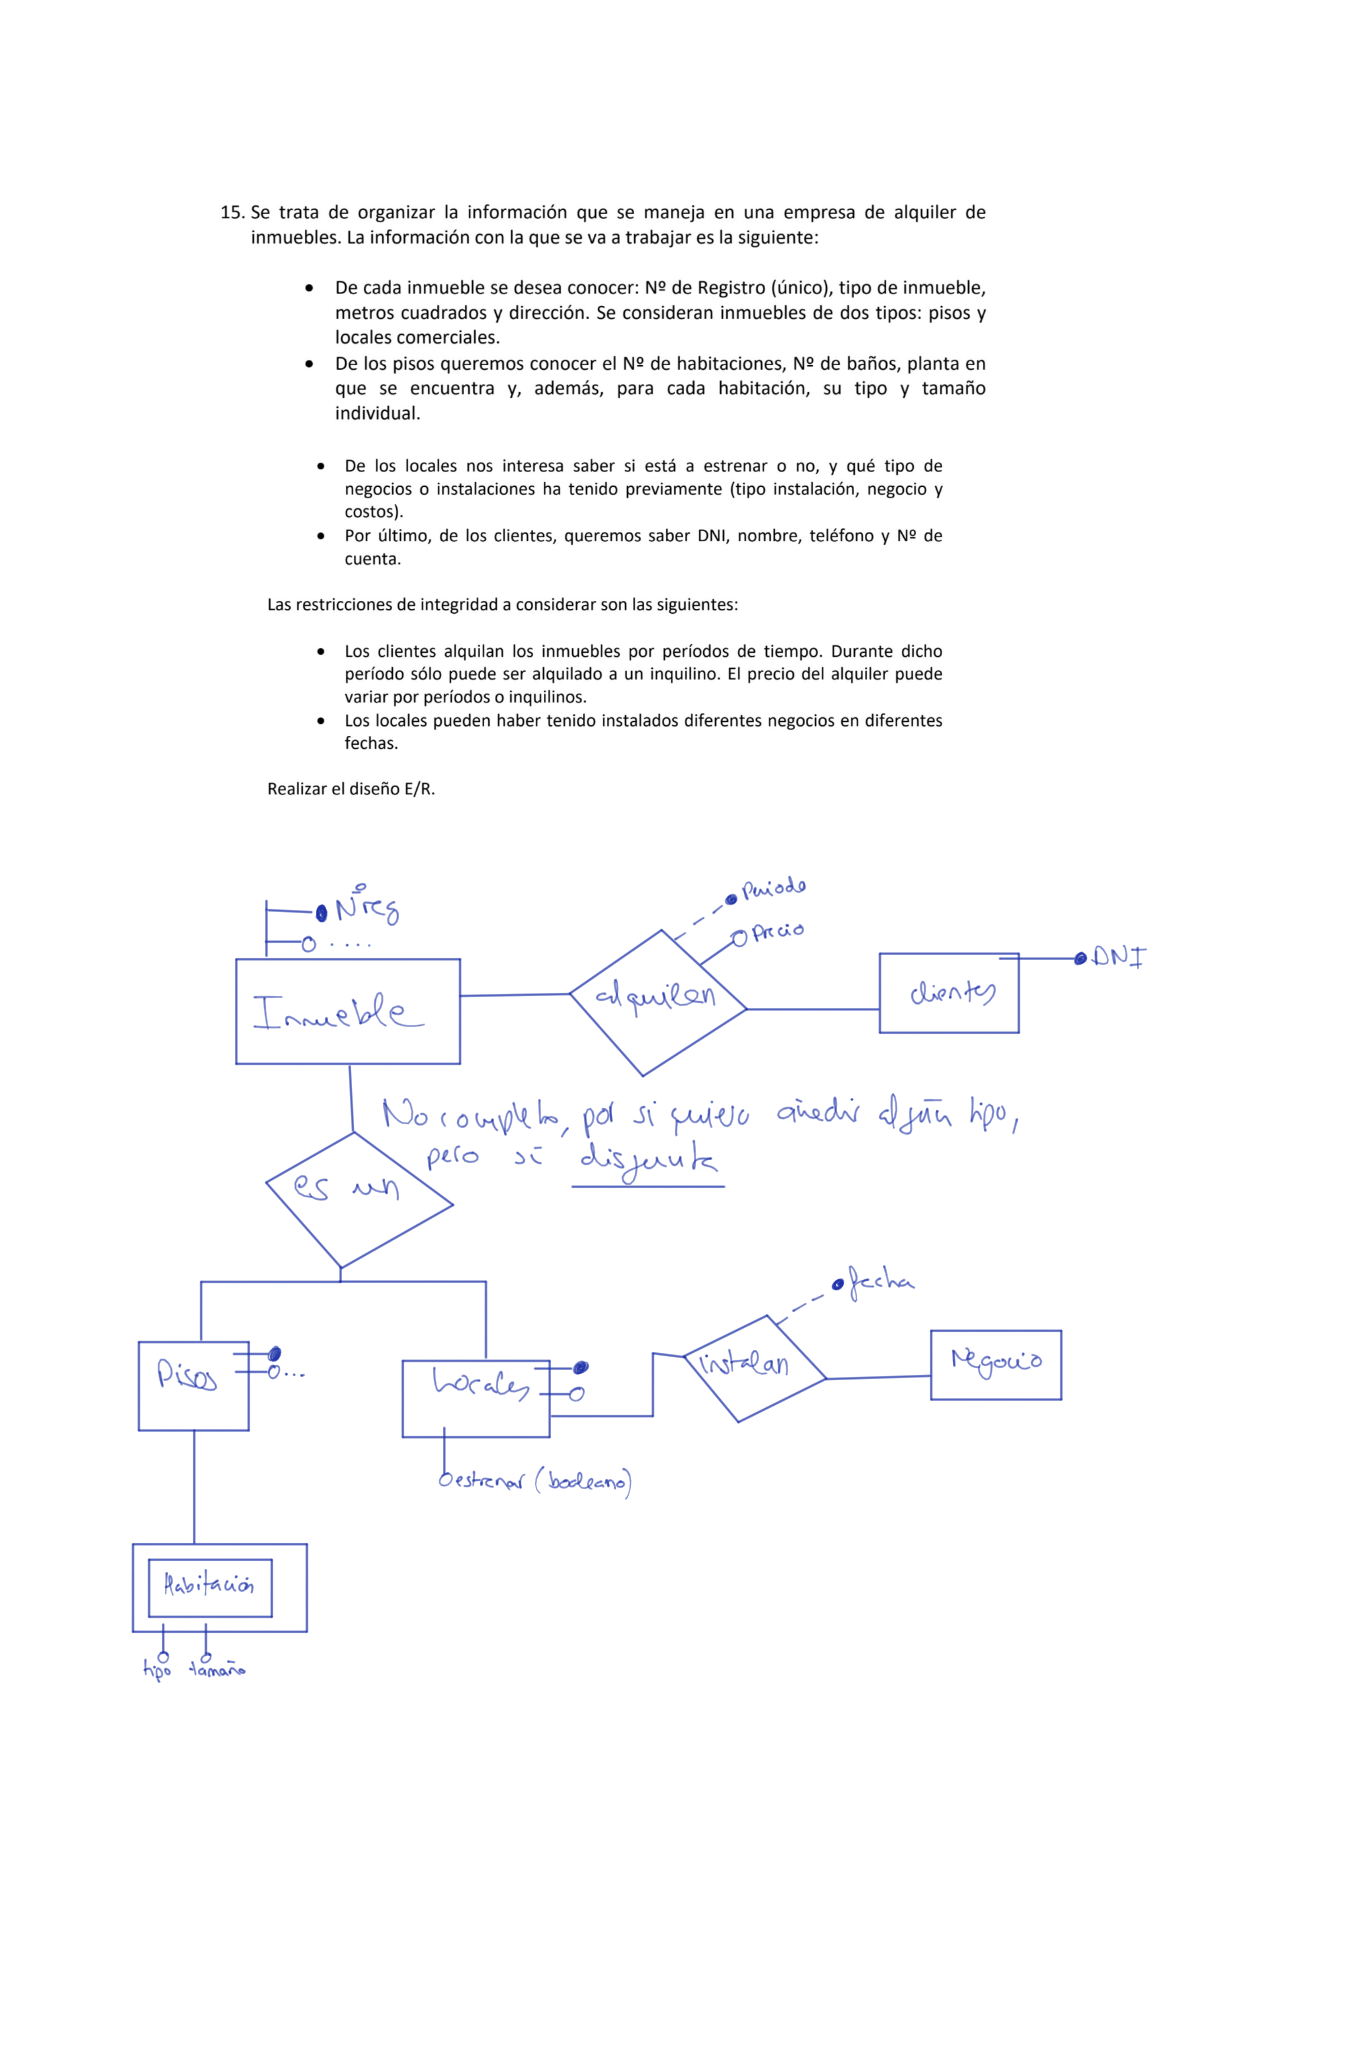 15. Se trata de organizar la información que se maneja en una empresa de alquiler de
inmuebles. La información con la que se va a trabajar es la siguiente:
• De cada inmueble se desea conocer: Nº de Registro (único), tipo de inmueble,
metros cuadrados y dirección. Se consideran inmuebles de dos tipos: pisos y
locales comerciales.
• De los pisos queremos conocer el Nº de habitaciones, Nº de baños, planta en
que se encuentra y, además, para cada habitación, su tipo y tamaño
individual.
• De los locales nos interesa saber si está a estrenar o no, y qué tipo de
negocios o instalaciones ha tenido previamente (tipo instalación, negocio y
costos).
• Por último, de los clientes, queremos saber DNI, nombre, teléfono y Nº de
cuenta.
Las restricciones de integridad a considerar son las siguientes:
• Los clientes alquilan los inmuebles por períodos de tiempo. Durante dicho
período sólo puede ser alquilado a un inquilino. El precio del alquiler puede
variar por períodos o inquilinos.
• Los locales pueden haber tenido instalados diferentes negocios en diferentes
fechas.
Realizar el diseño E/R.
Nº reg
....
Periodo
Precio
DNI
Inmueble
alquilan
clientes
No completa, por si quiero añadir algún tipo,
pero sí disjunta
es un
fecha
Pisos
...
Locales
instalan
Negocio
estrenar (booleano)
Habitación
tipo tamaño